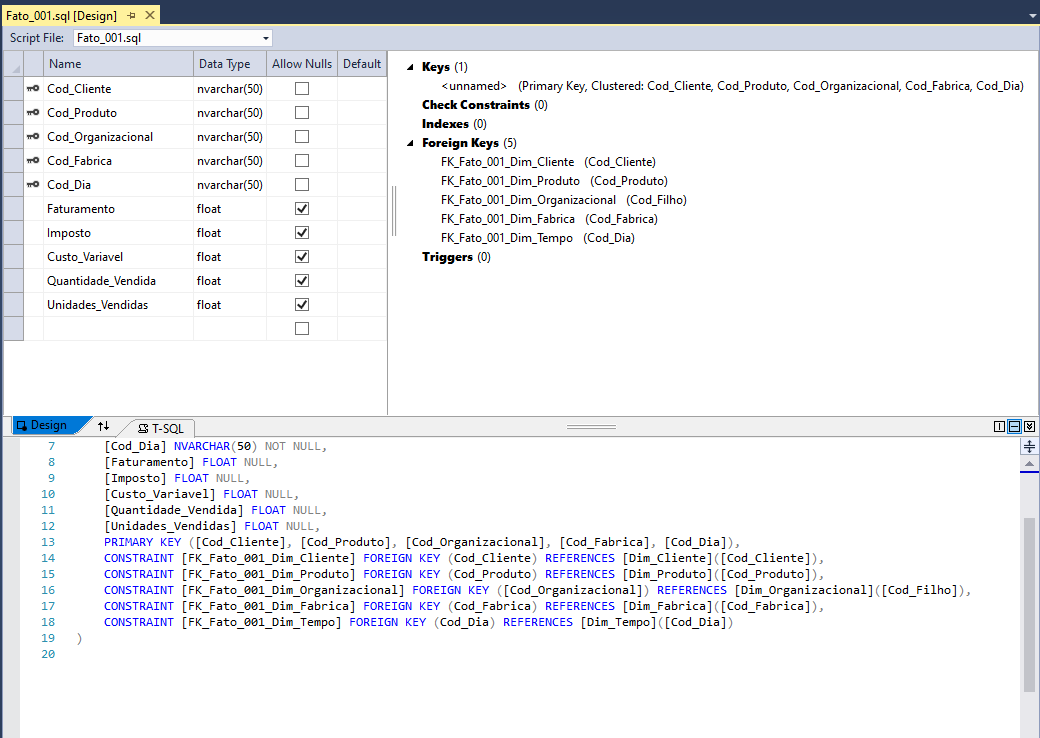 Fato_001.sql [Design]
Script File: Fato_001.sql
Name Data Type Allow Nulls Default
Cod_Cliente nvarchar(50)
Cod_Produto nvarchar(50)
Cod_Organizacional nvarchar(50)
Cod_Fabrica nvarchar(50)
Cod_Dia nvarchar(50)
Faturamento float
Imposto float
Custo_Variavel float
Quantidade_Vendida float
Unidades_Vendidas float
Keys (1)
<unnamed> (Primary Key, Clustered: Cod_Cliente, Cod_Produto, Cod_Organizacional, Cod_Fabrica, Cod_Dia)
Check Constraints (0)
Indexes (0)
Foreign Keys (5)
FK_Fato_001_Dim_Cliente (Cod_Cliente)
FK_Fato_001_Dim_Produto (Cod_Produto)
FK_Fato_001_Dim_Organizacional (Cod_Filho)
FK_Fato_001_Dim_Fabrica (Cod_Fabrica)
FK_Fato_001_Dim_Tempo (Cod_Dia)
Triggers (0)
Design T-SQL
7 [Cod_Dia] NVARCHAR(50) NOT NULL,
8 [Faturamento] FLOAT NULL,
9 [Imposto] FLOAT NULL,
10 [Custo_Variavel] FLOAT NULL,
11 [Quantidade_Vendida] FLOAT NULL,
12 [Unidades_Vendidas] FLOAT NULL,
13 PRIMARY KEY ([Cod_Cliente], [Cod_Produto], [Cod_Organizacional], [Cod_Fabrica], [Cod_Dia]),
14 CONSTRAINT [FK_Fato_001_Dim_Cliente] FOREIGN KEY (Cod_Cliente) REFERENCES [Dim_Cliente]([Cod_Cliente]),
15 CONSTRAINT [FK_Fato_001_Dim_Produto] FOREIGN KEY (Cod_Produto) REFERENCES [Dim_Produto]([Cod_Produto]),
16 CONSTRAINT [FK_Fato_001_Dim_Organizacional] FOREIGN KEY ([Cod_Organizacional]) REFERENCES [Dim_Organizacional]([Cod_Filho]),
17 CONSTRAINT [FK_Fato_001_Dim_Fabrica] FOREIGN KEY (Cod_Fabrica) REFERENCES [Dim_Fabrica]([Cod_Fabrica]),
18 CONSTRAINT [FK_Fato_001_Dim_Tempo] FOREIGN KEY (Cod_Dia) REFERENCES [Dim_Tempo]([Cod_Dia])
19 )
20